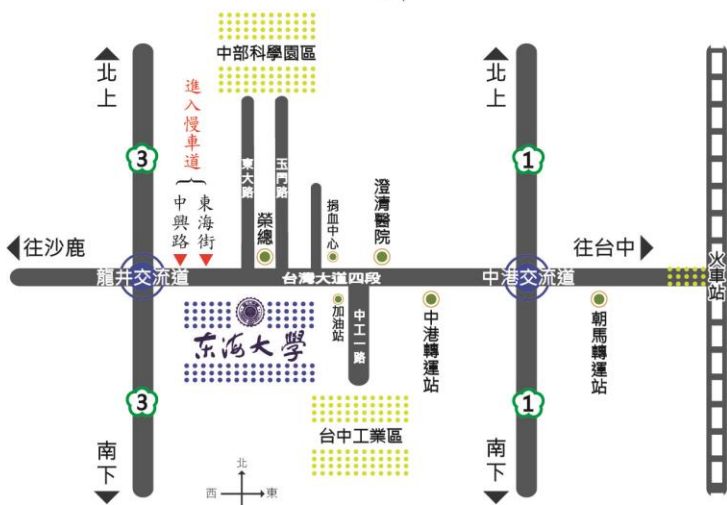 中部科學園區
北上
北上
進入慢車道
3
1
東大路
玉門路
中興路
東海街
榮總
捐血中心
澄清醫院
往沙鹿
往台中
龍井交流道
台灣大道四段
中港交流道
火車站
东海大學
加油站
中工一路
中港轉運站
朝馬轉運站
3
1
台中工業區
南下
南下
北
西
東